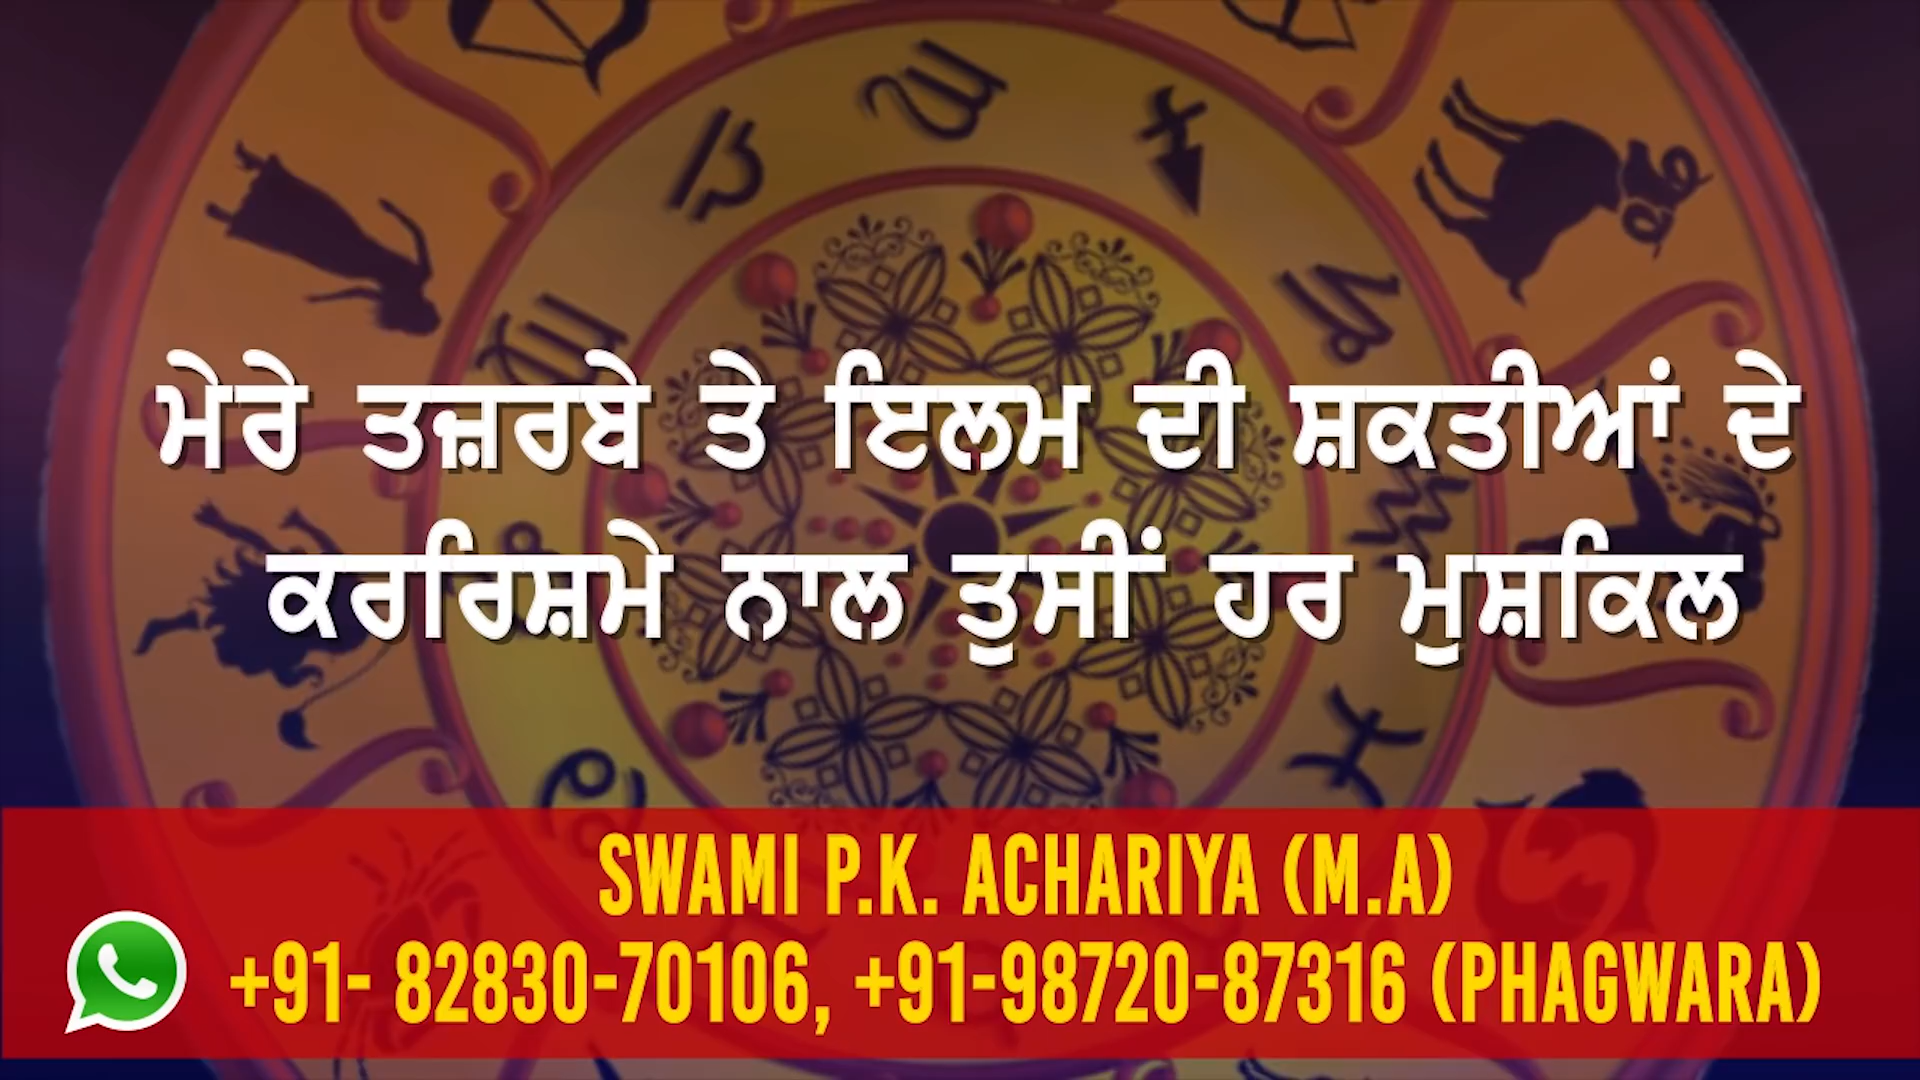 ਮੇਰੇ ਤਜ਼ਰਬੇ ਤੇ ਇਲਮ ਦੀ ਸ਼ਕਤੀਆਂ ਦੇ
ਕਰਰਿਸ਼ਮੇ ਨਾਲ ਤੁਸੀਂ ਹਰ ਮੁਸ਼ਕਿਲ
SWAMI P.K. ACHARIYA (M.A)
+91- 82830-70106, +91-98720-87316 (PHAGWARA)